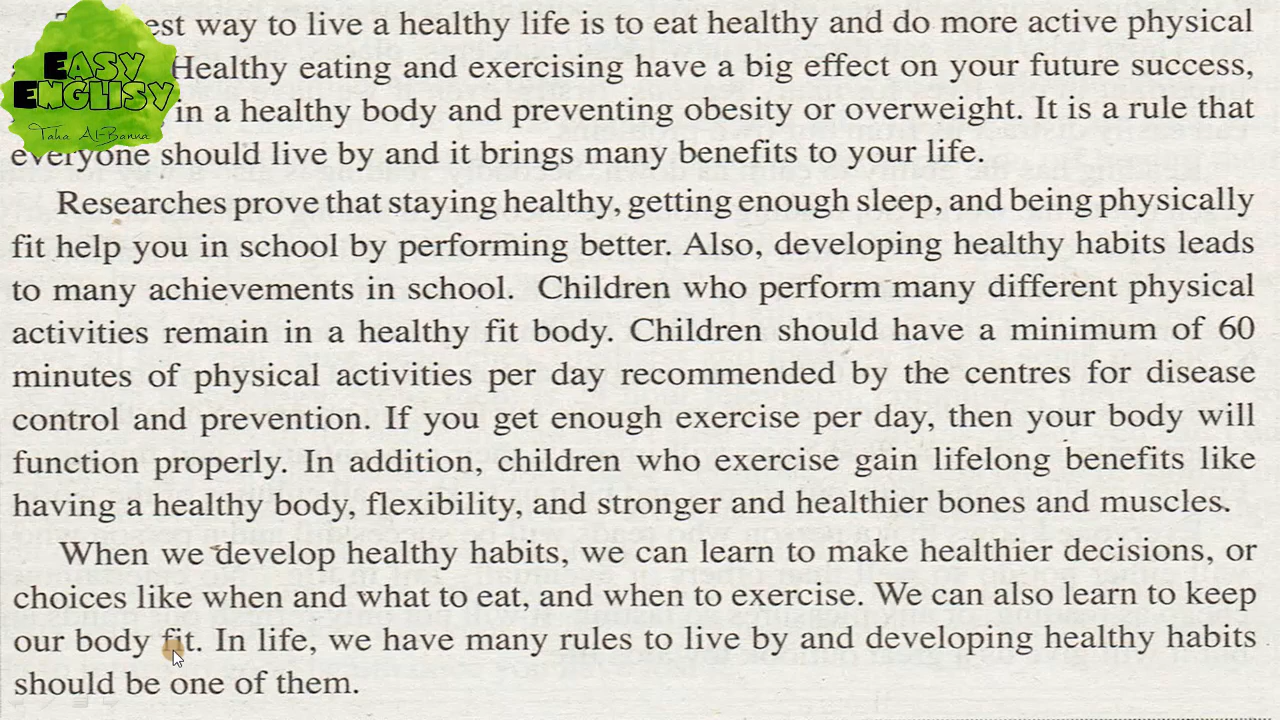 way to live a healthy life is to eat healthy and do more active physical
EASY
Healthy eating and exercising have a big effect on your future success,
ENGLISY
in a healthy body and preventing obesity or overweight. It is a rule that
Taha Al-Banna
everyone should live by and it brings many benefits to your life.
Researches prove that staying healthy, getting enough sleep, and being physically
fit help you in school by performing better. Also, developing healthy habits leads
to many achievements in school. Children who perform many different physical
activities remain in a healthy fit body. Children should have a minimum of 60
minutes of physical activities per day recommended by the centres for disease
control and prevention. If you get enough exercise per day, then your body will
function properly. In addition, children who exercise gain lifelong benefits like
having a healthy body, flexibility, and stronger and healthier bones and muscles.
When we develop healthy habits, we can learn to make healthier decisions, or
choices like when and what to eat, and when to exercise. We can also learn to keep
our body fit. In life, we have many rules to live by and developing healthy habits
should be one of them.